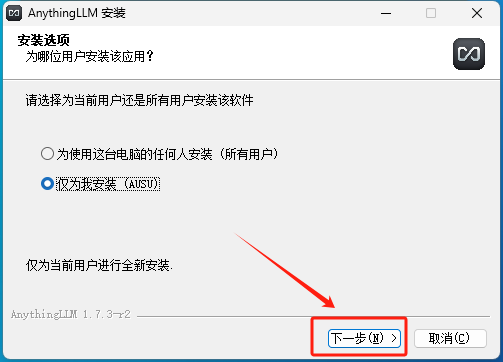 AnythingLLM 安装
安装选项
为哪位用户安装该应用？
请选择为当前用户还是所有用户安装该软件
为使用这台电脑的任何人安装（所有用户）
仅为我安装 (AUSU)
仅为当前用户进行全新安装.
AnythingLLM 1.7.3-r2
下一步(N) >
取消(C)